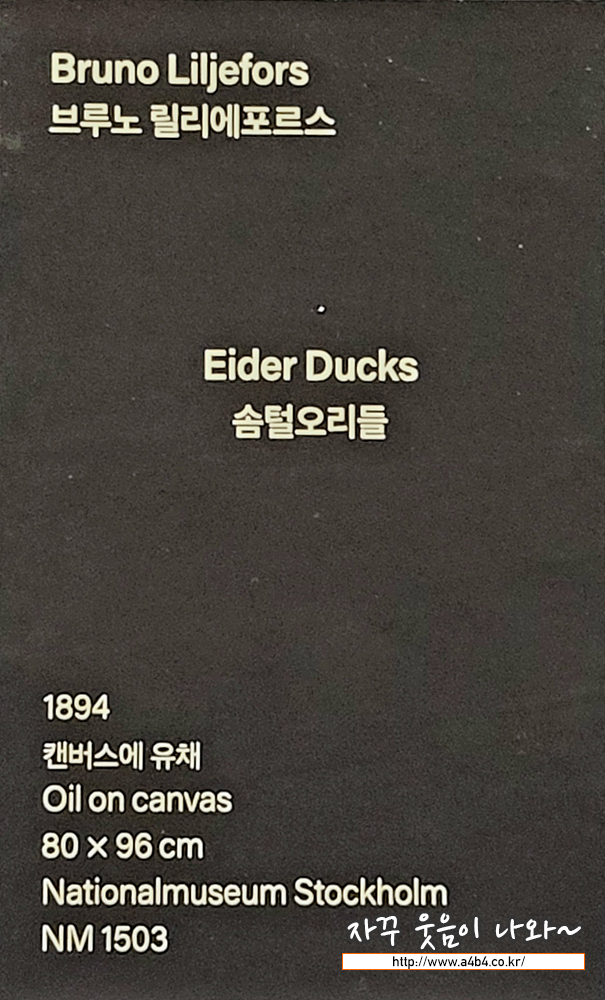 Bruno Liljefors
브루노 릴리에포르스
Eider Ducks
솜털오리들
1894
캔버스에 유채
Oil on canvas
80 × 96 cm
Nationalmuseum Stockholm
NM 1503
자꾸 웃음이 나와~
http://www.a4b4.co.kr/